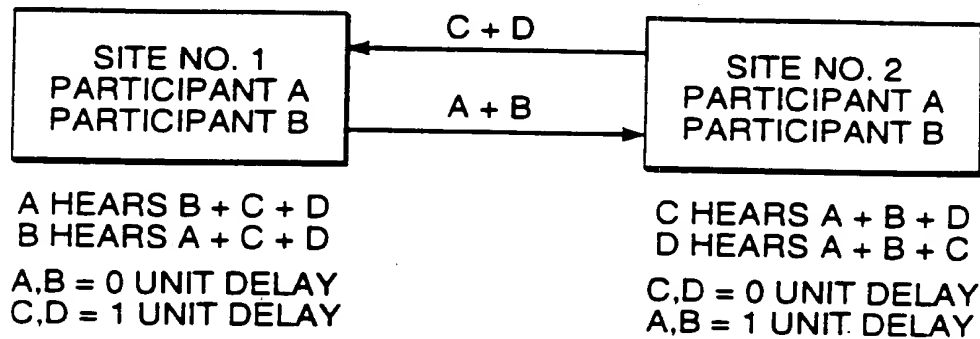 C + D
SITE NO. 1
PARTICIPANT A
PARTICIPANT B
A + B
SITE NO. 2
PARTICIPANT A
PARTICIPANT B
A HEARS B + C + D
B HEARS A + C + D
A,B = 0 UNIT DELAY
C,D = 1 UNIT DELAY
C HEARS A + B + D
D HEARS A + B + C
C,D = 0 UNIT DELAY
A,B = 1 UNIT DELAY